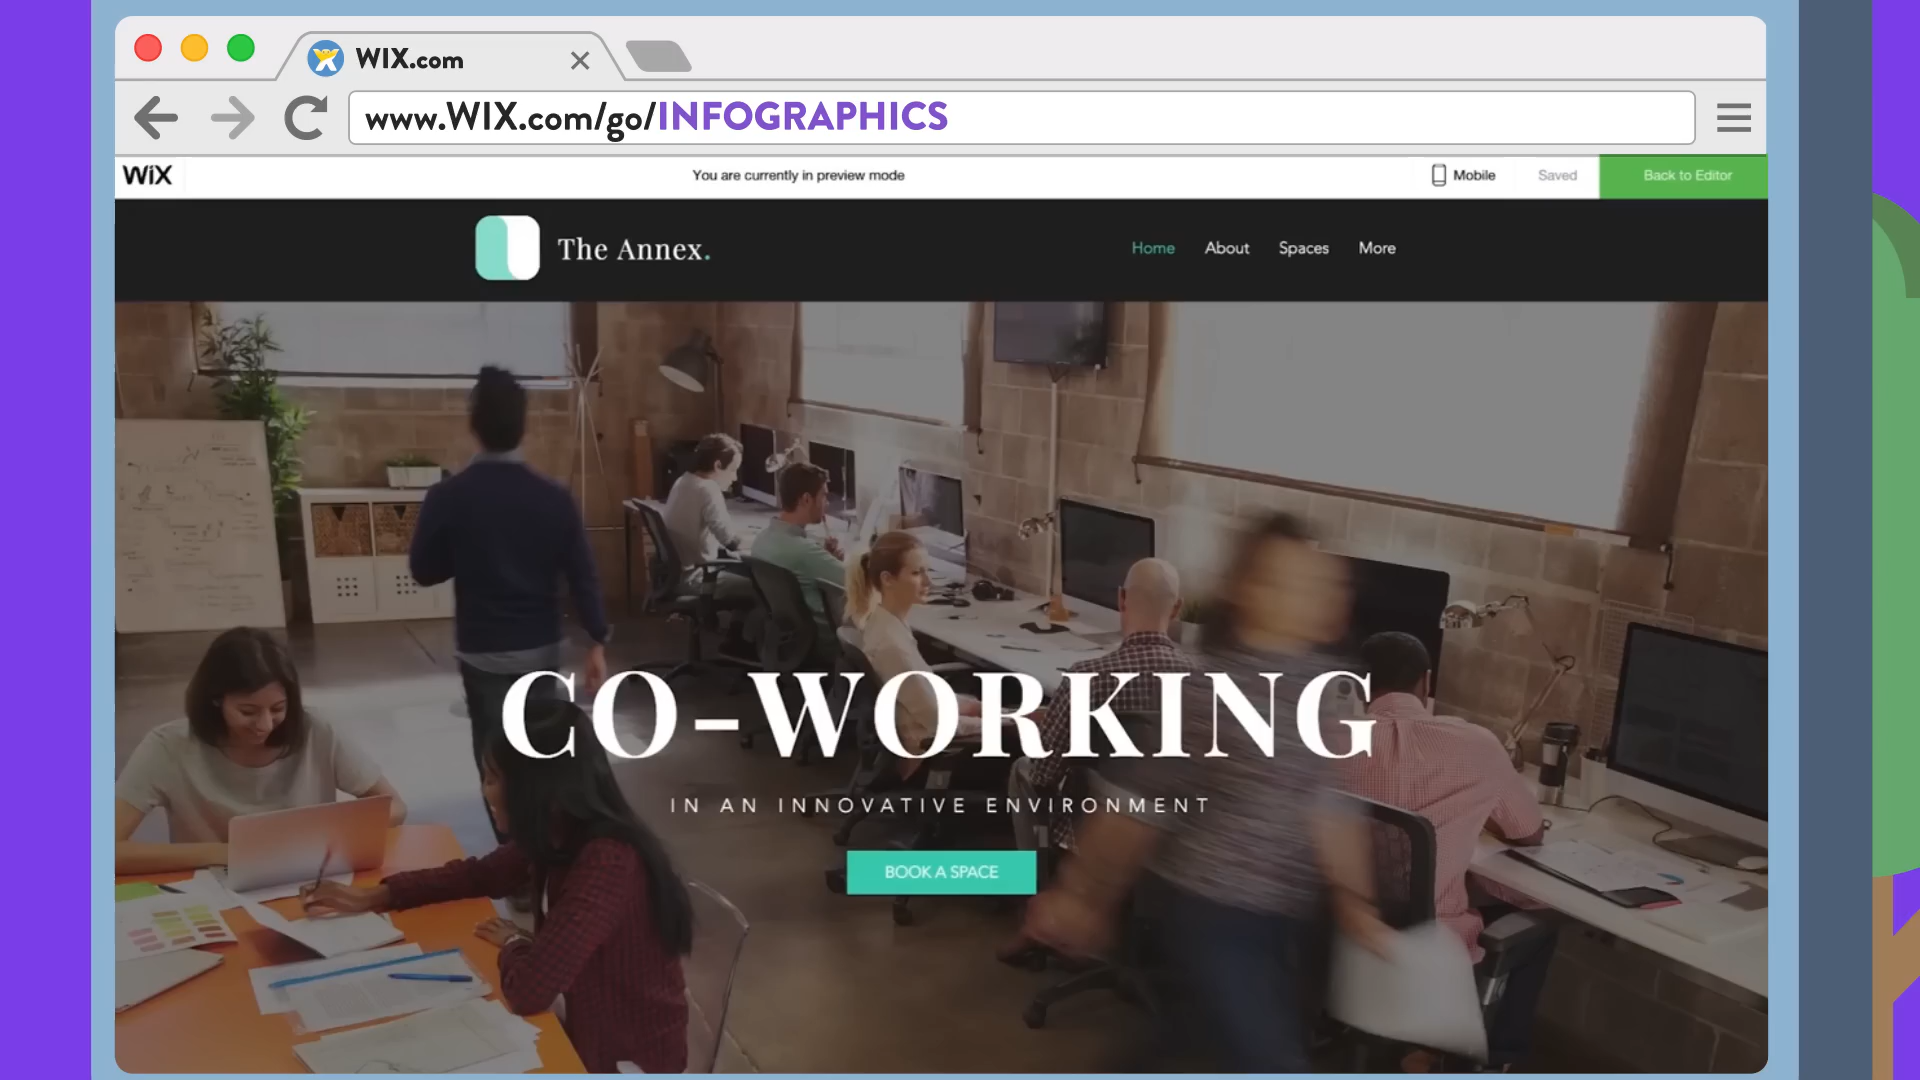 WIX.com
www.WIX.com/go/INFOGRAPHICS
WiX
You are currently in preview mode
Mobile
Saved
Back to Editor
The Annex.
Home
About
Spaces
More
CO-WORKING
IN AN INNOVATIVE ENVIRONMENT
BOOK A SPACE